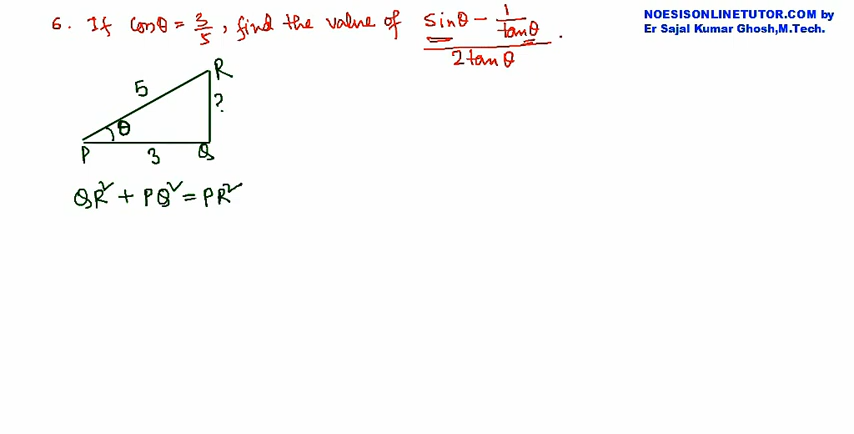 6. If cosθ = 3/5, find the value of (sinθ - 1/tanθ)/(2tanθ).
NOESISONLINETUTOR.COM by
Er Sajal Kumar Ghosh,M.Tech.
R
5
?
θ
P
3
Q
QR² + PQ² = PR²